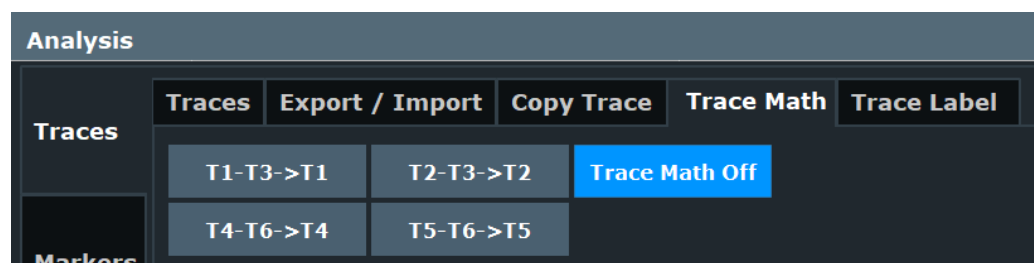 Analysis
Traces Export / Import Copy Trace Trace Math Trace Label
Traces
T1-T3->T1 T2-T3->T2 Trace Math Off
T4-T6->T4 T5-T6->T5
Markers